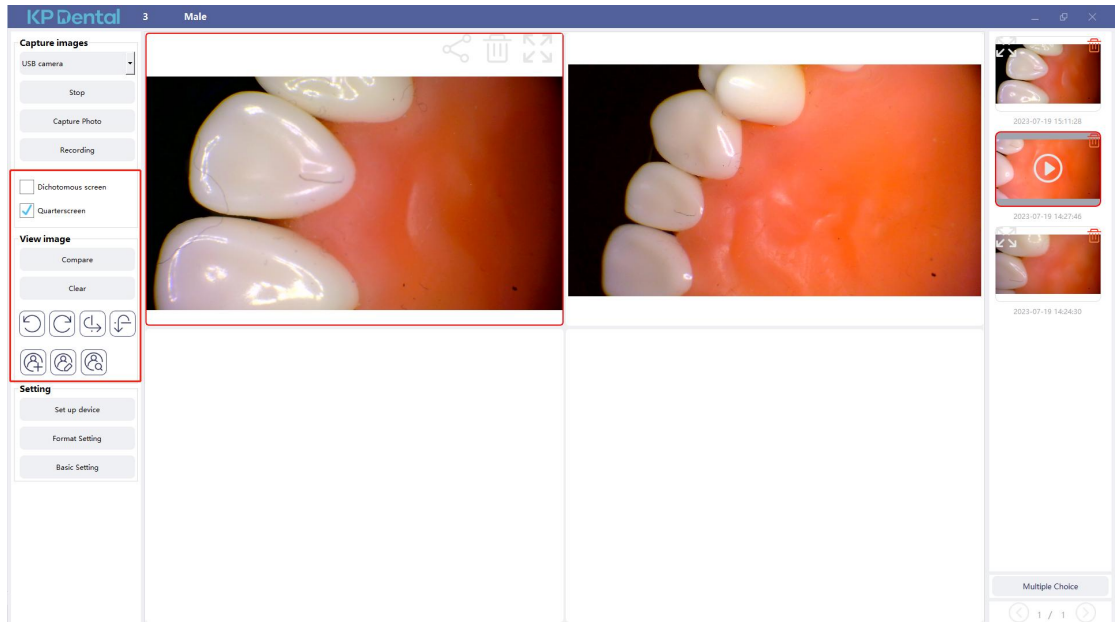 KP Dental 3 Male
Capture images
USB camera
Stop
Capture Photo
Recording
Dichotomous screen
Quarterscreen
View image
Compare
Clear
Setting
Set up device
Format Setting
Basic Setting
2023-07-19 15:11:28
2023-07-19 14:27:46
2023-07-19 14:24:30
Multiple Choice
1 / 1